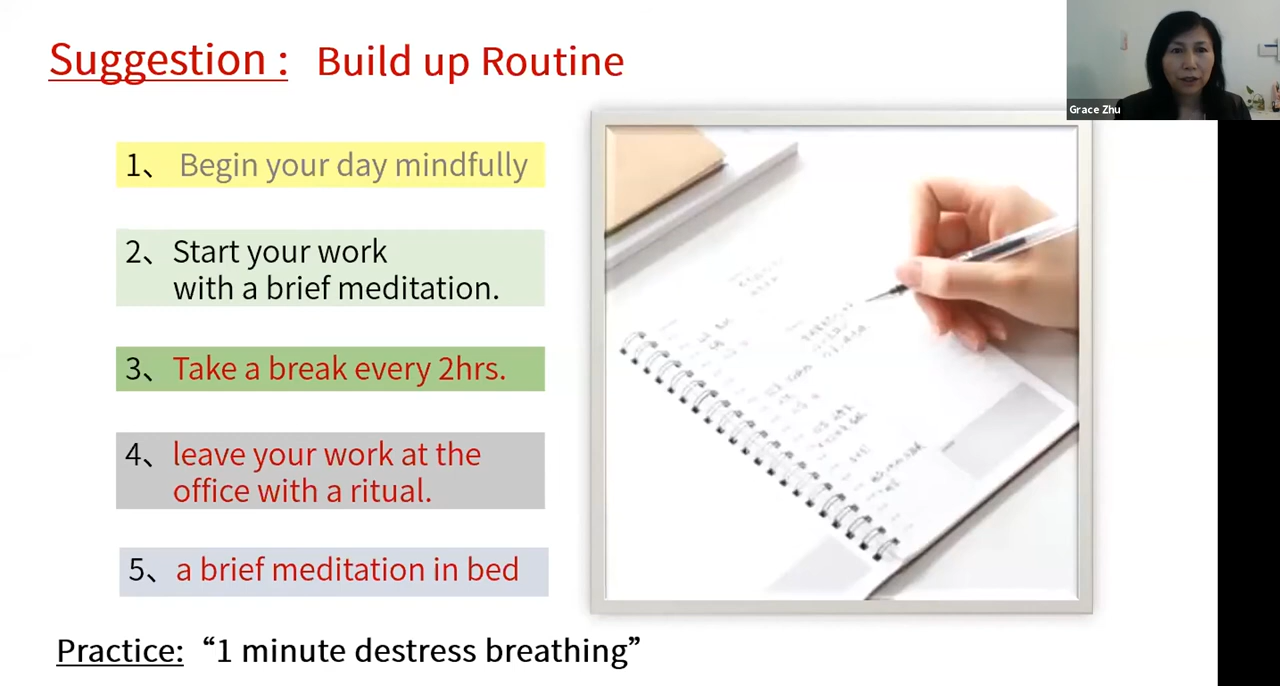 Suggestion : Build up Routine
Grace Zhu
1、 Begin your day mindfully
2、 Start your work
with a brief meditation.
3、 Take a break every 2hrs.
4、 leave your work at the
office with a ritual.
5、 a brief meditation in bed
Practice: “1 minute destress breathing”